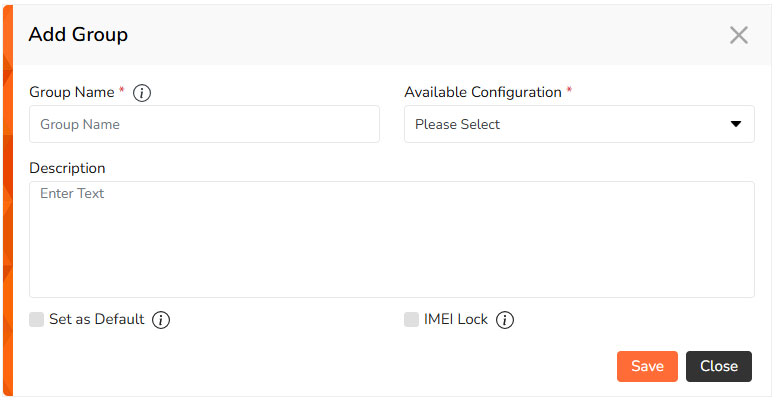 Add Group
Group Name * i
Available Configuration *
Group Name
Please Select
Description
Enter Text
Set as Default i
IMEI Lock i
Save
Close